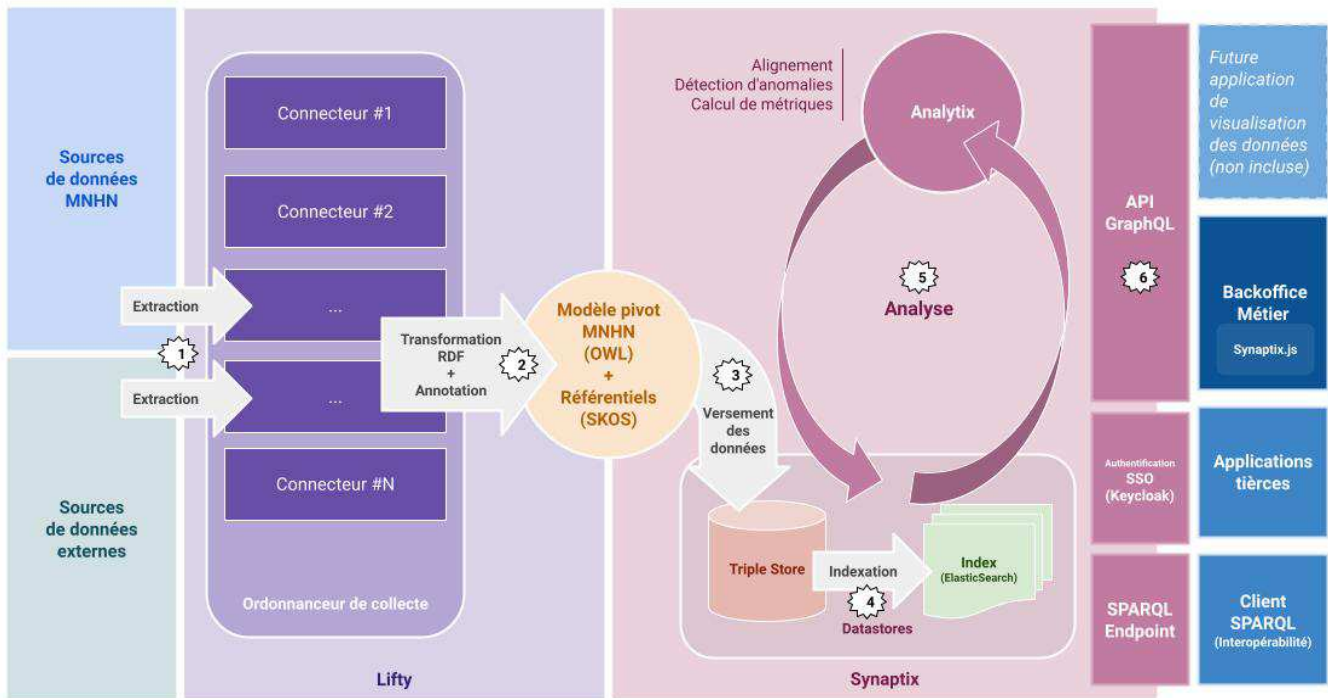 Sources
de données
MNHN
Sources
de données
externes
Extraction
1
Extraction
Connecteur #1
Connecteur #2
...
...
Connecteur #N
Ordonnanceur de collecte
Lifty
Transformation
RDF
+
Annotation
2
Modèle pivot
MNHN
(OWL)
+
Référentiels
(SKOS)
3
Versement
des
données
Alignement
Détection d'anomalies
Calcul de métriques
Analytix
5
Analyse
Triple Store
Indexation
4
Datastores
Index
(ElasticSearch)
Synaptix
API
GraphQL
6
Authentification
SSO
(Keycloak)
SPARQL
Endpoint
Future
application
de
visualisation
des données
(non incluse)
Backoffice
Métier
Synaptix.js
Applications
tièrces
Client
SPARQL
(Interopérabilité)